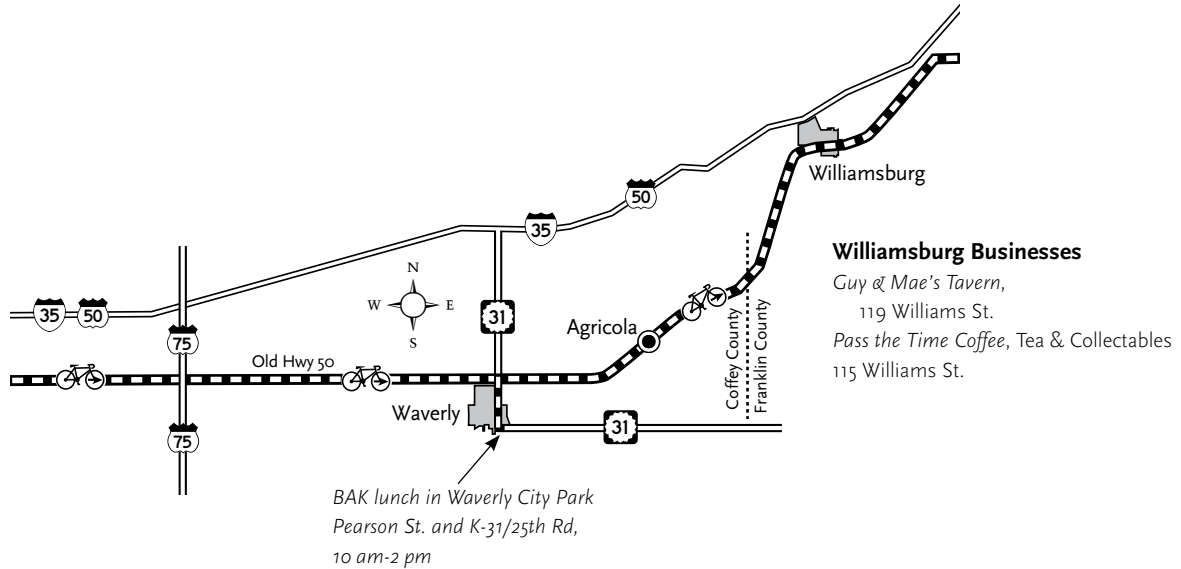 Williamsburg
50
35
N
W E
S
35 50
31
75
Williamsburg Businesses
Guy & Mae's Tavern,
119 Williams St.
Pass the Time Coffee, Tea & Collectables
115 Williams St.
Agricola
Coffey County
Franklin County
Old Hwy 50
Waverly
31
75
BAK lunch in Waverly City Park
Pearson St. and K-31/25th Rd,
10 am-2 pm